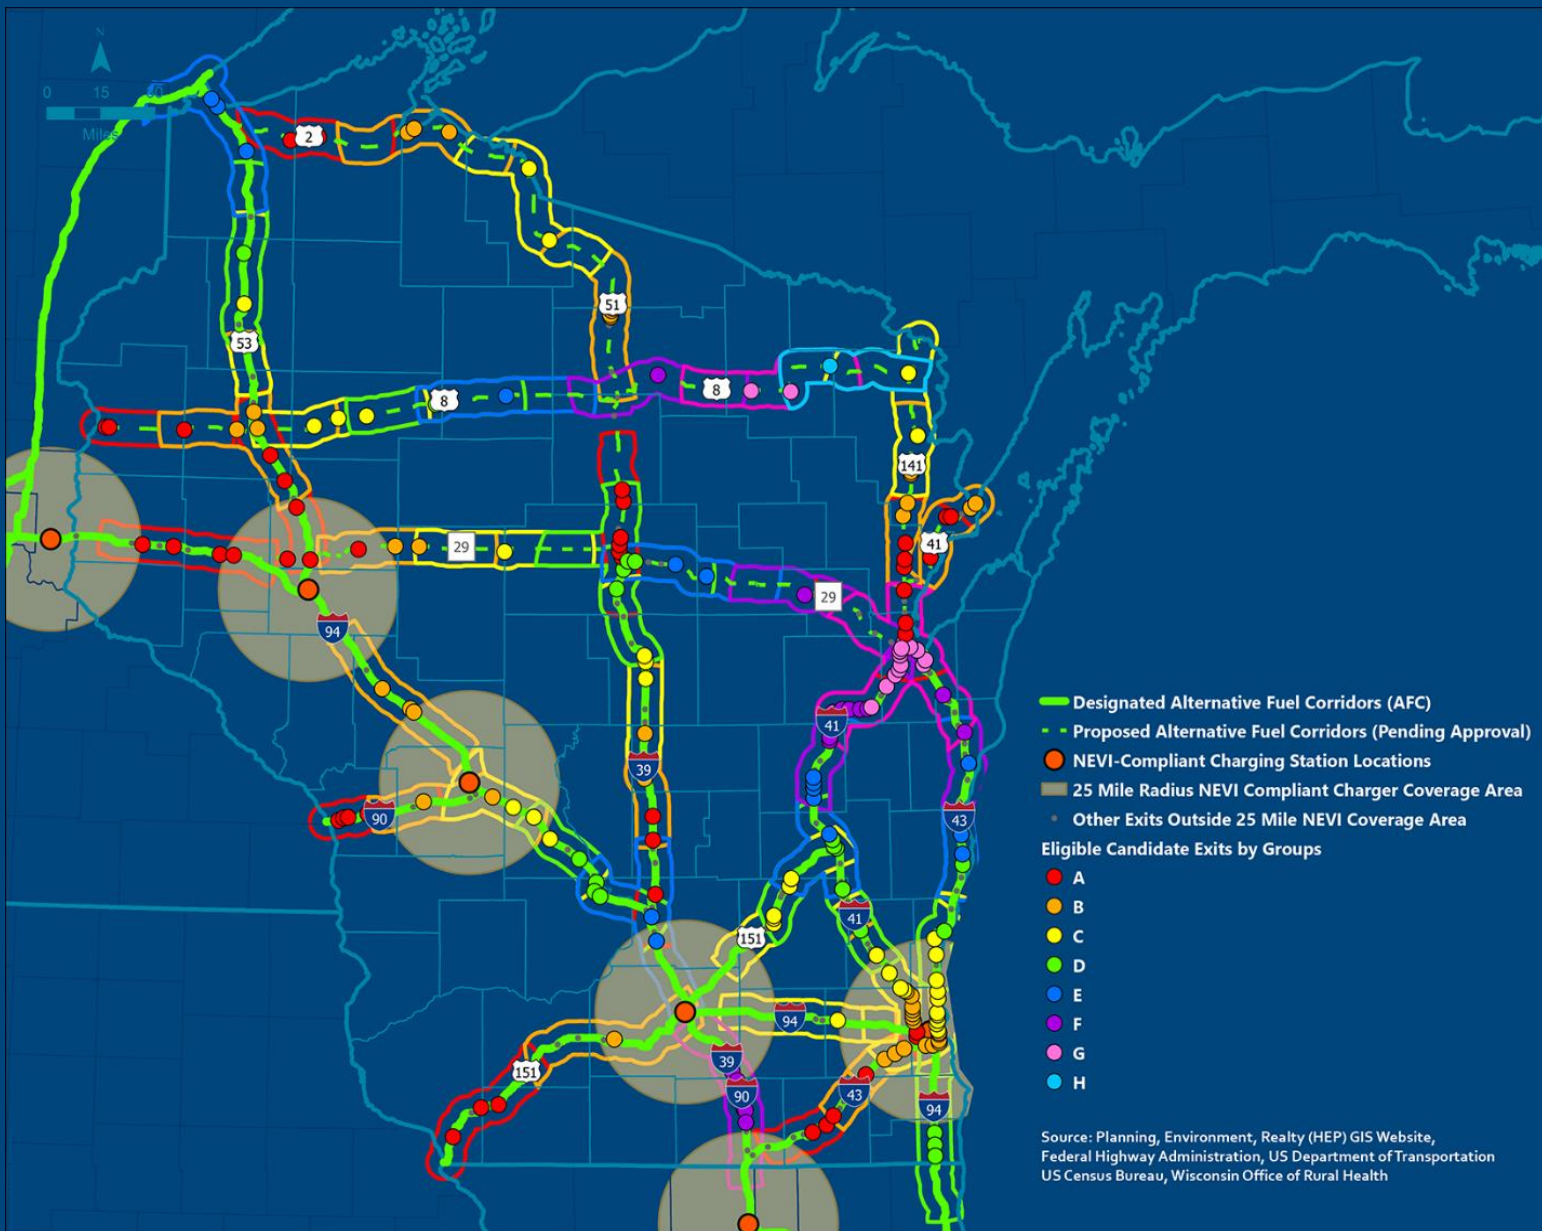 N
0 15 30
Miles
2
51
53
8
8
141
41
29
29
94
41
39
43
90
41
151
94
39
151
90
43
94
Designated Alternative Fuel Corridors (AFC)
Proposed Alternative Fuel Corridors (Pending Approval)
NEVI-Compliant Charging Station Locations
25 Mile Radius NEVI Compliant Charger Coverage Area
Other Exits Outside 25 Mile NEVI Coverage Area
Eligible Candidate Exits by Groups
A
B
C
D
E
F
G
H
Source: Planning, Environment, Realty (HEP) GIS Website,
Federal Highway Administration, US Department of Transportation
US Census Bureau, Wisconsin Office of Rural Health